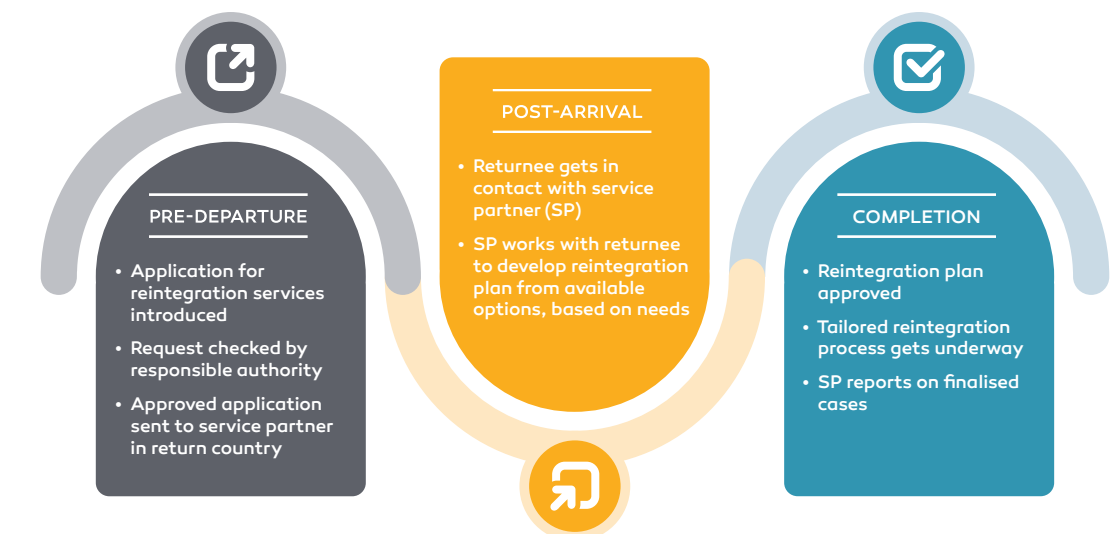 PRE-DEPARTURE
• Application for
reintegration services
introduced
• Request checked by
responsible authority
• Approved application
sent to service partner
in return country
POST-ARRIVAL
• Returnee gets in
contact with service
partner (SP)
• SP works with returnee
to develop reintegration
plan from available
options, based on needs
COMPLETION
• Reintegration plan
approved
• Tailored reintegration
process gets underway
• SP reports on finalised
cases